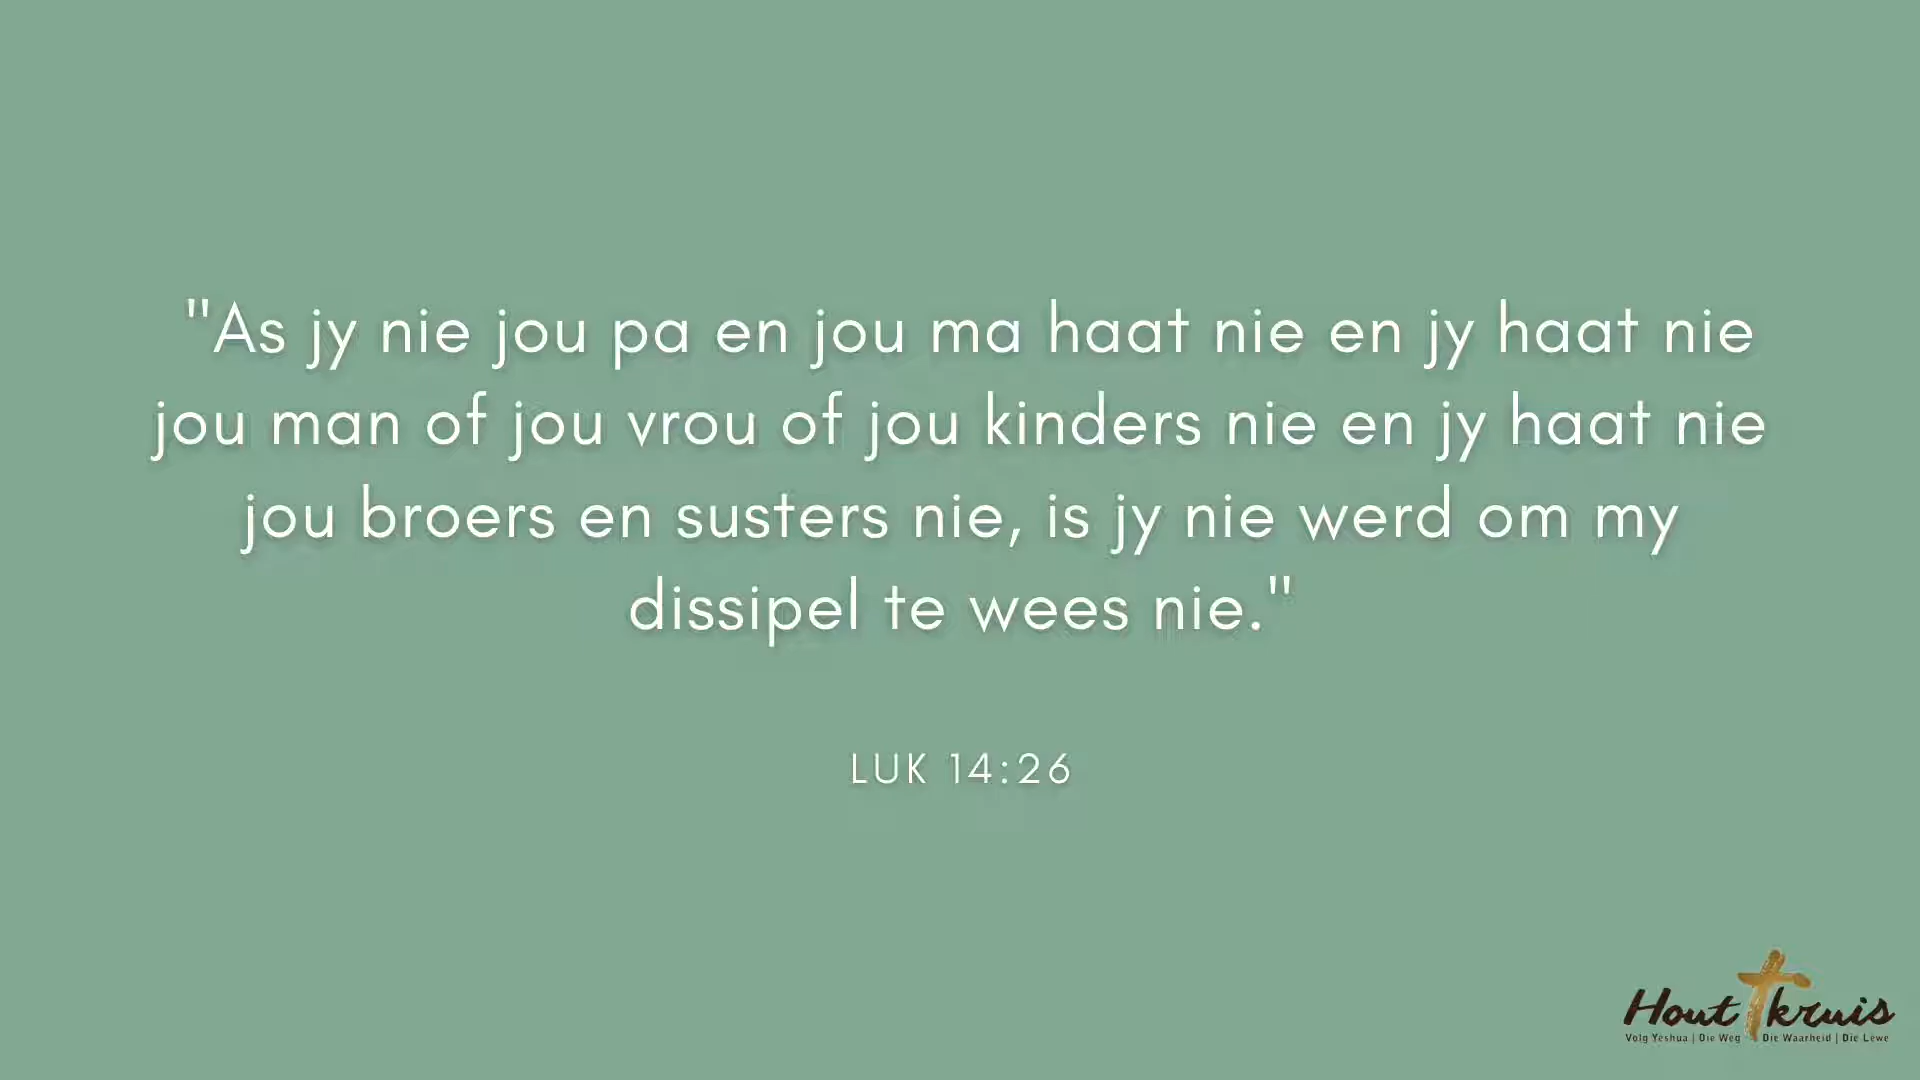 "As jy nie jou pa en jou ma haat nie en jy haat nie
jou man of jou vrou of jou kinders nie en jy haat nie
jou broers en susters nie, is jy nie werd om my
dissipel te wees nie."
LUK 14:26
Hout kruis
Volg Yeshua | Die Weg Die Waarheid | Die Lewe